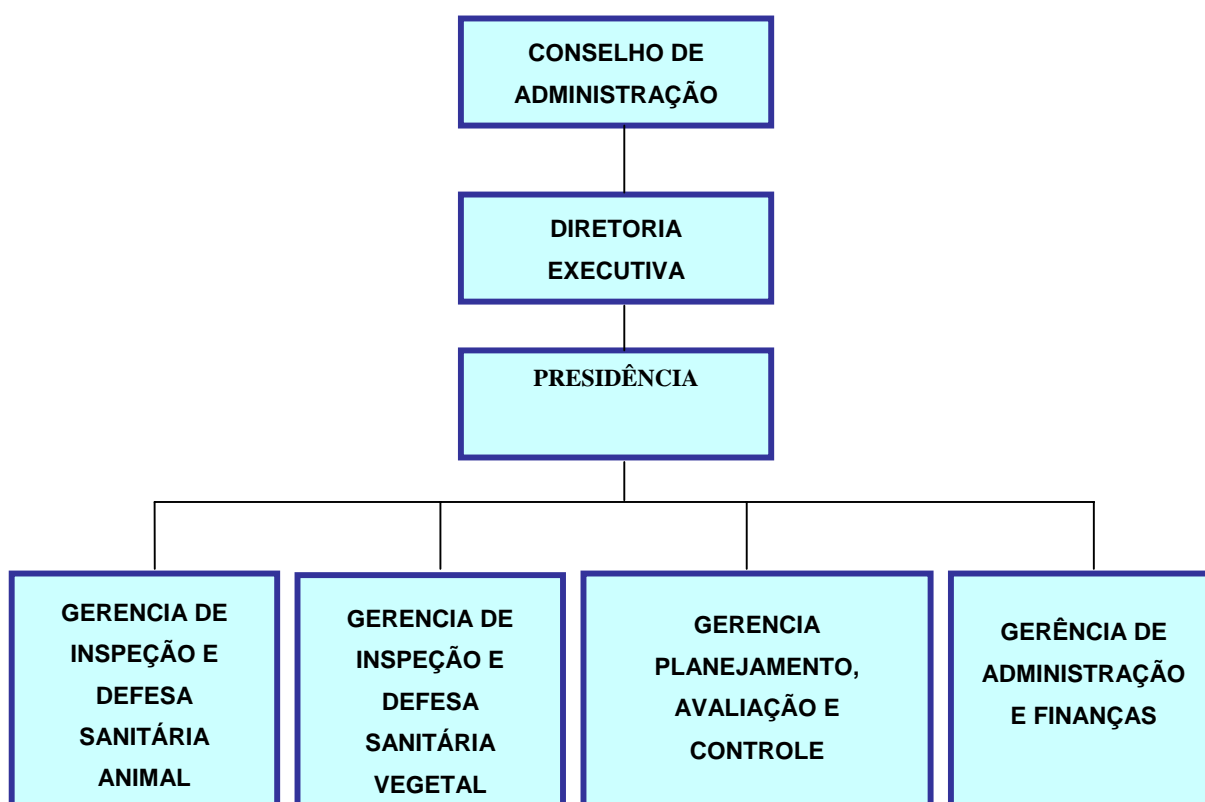 CONSELHO DE
ADMINISTRAÇÃO
DIRETORIA
EXECUTIVA
PRESIDÊNCIA
GERENCIA DE
INSPEÇÃO E
DEFESA
SANITÁRIA
ANIMAL
GERENCIA DE
INSPEÇÃO E
DEFESA
SANITÁRIA
VEGETAL
GERENCIA
PLANEJAMENTO,
AVALIAÇÃO E
CONTROLE
GERÊNCIA DE
ADMINISTRAÇÃO
E FINANÇAS